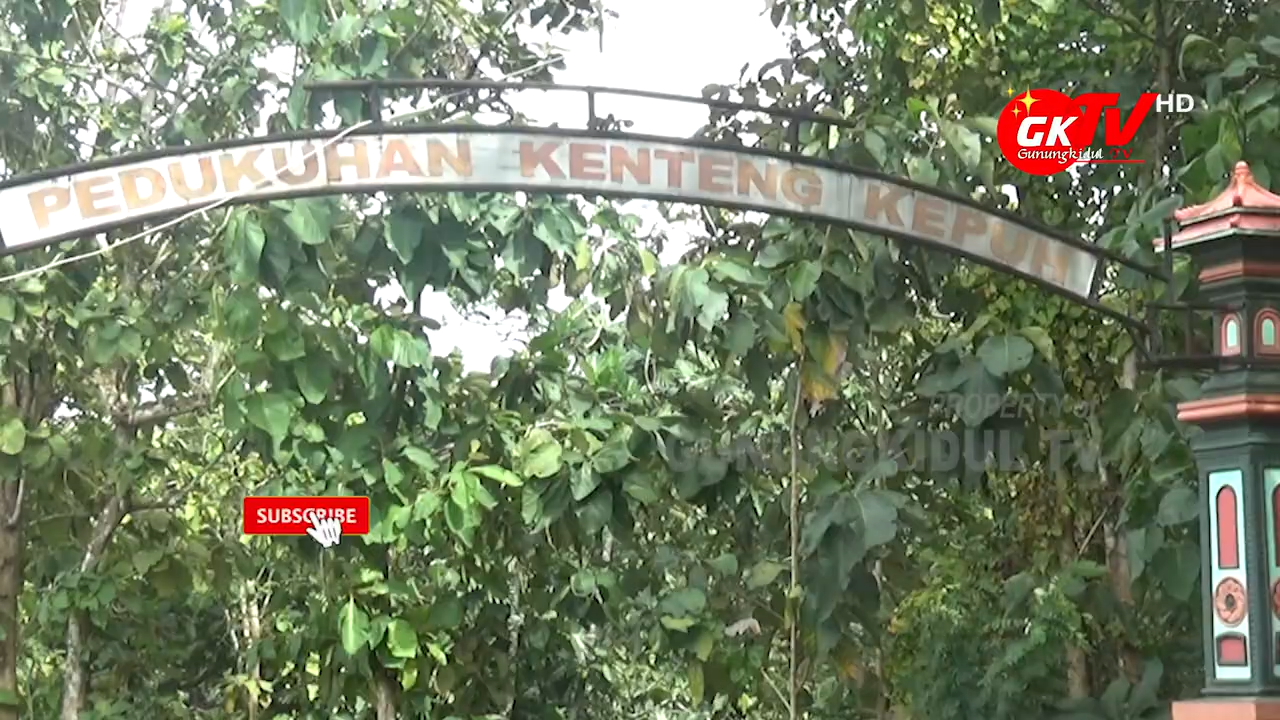 PEDUKUHAN KENTENG KEPUH
GKTV HD
Gunungkidul TV
PROPERTY OF
GUNUNGKIDUL TV
SUBSCRIBE